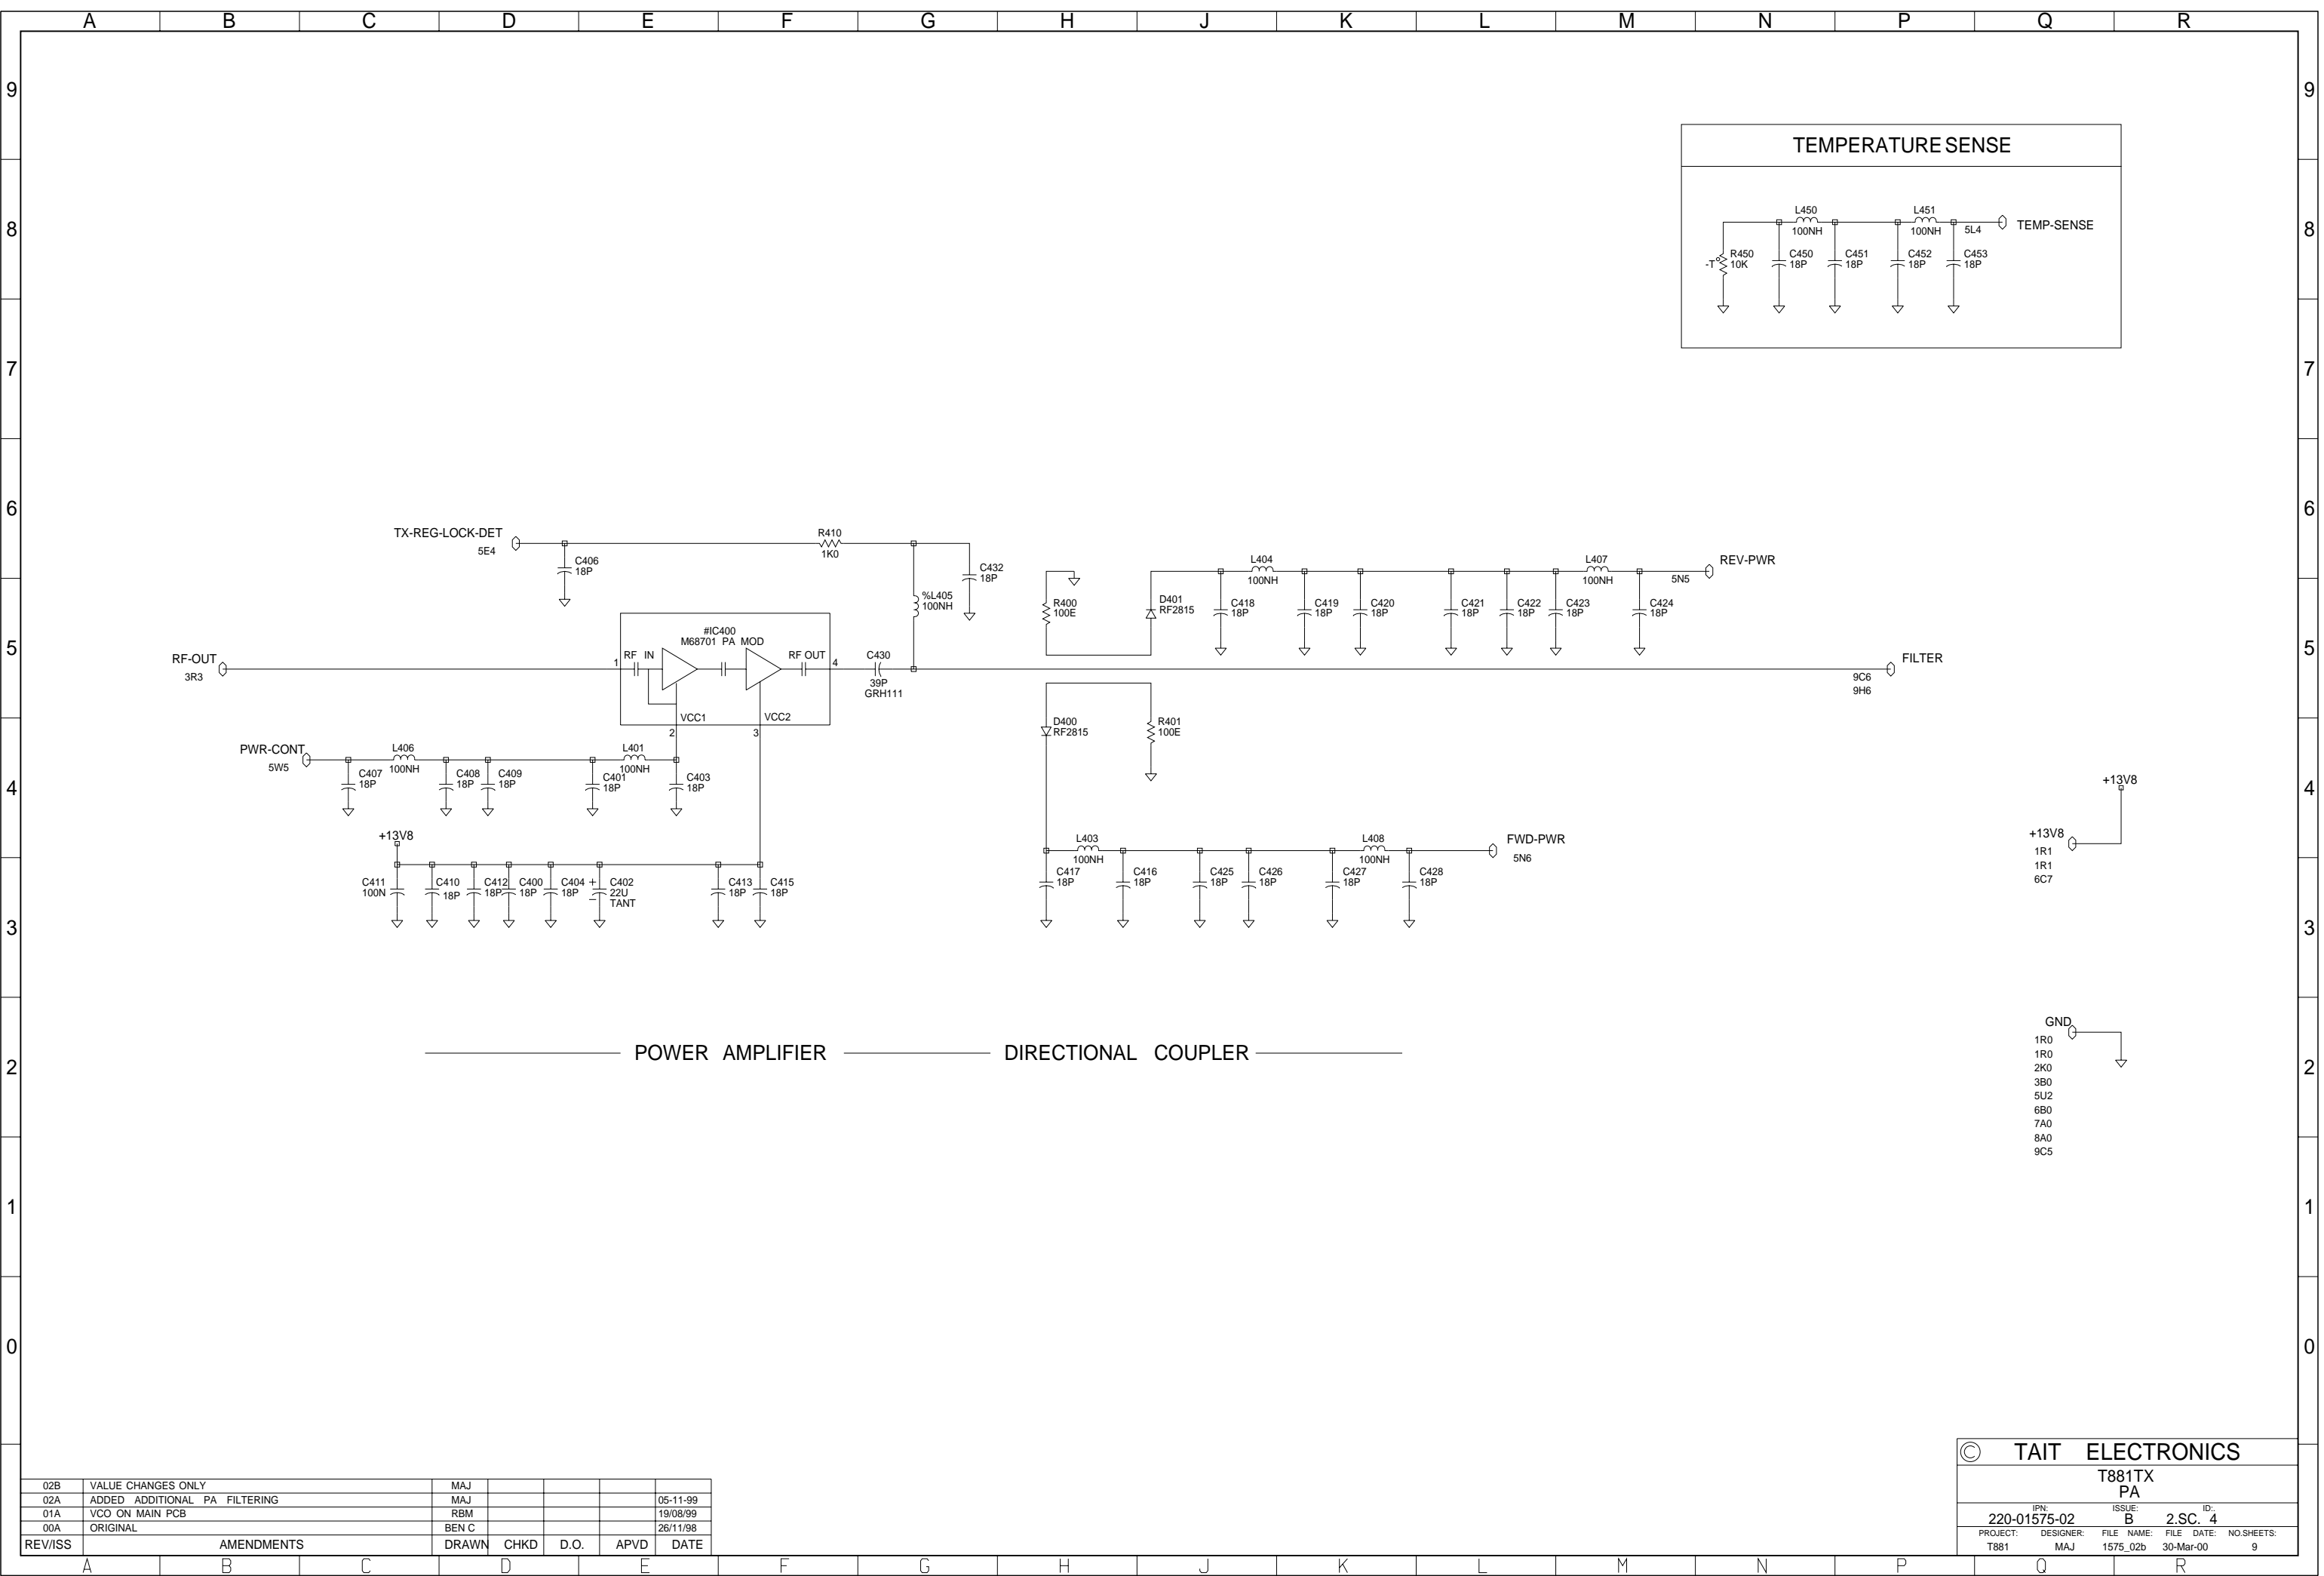 A B C D E F G H J K L M N P Q R
9 9
TEMPERATURE SENSE
8 8
L450
100NH
L451
100NH
5L4
TEMP-SENSE
-T°
R450
10K
C450
18P
C451
18P
C452
18P
C453
18P
7 7
6 6
TX-REG-LOCK-DET
5E4
C406
18P
R410
1K0
C432
18P
%L405
100NH
R400
100E
D401
RF2815
L404
100NH
C418
18P
C419
18P
C420
18P
C421
18P
C422
18P
C423
18P
L407
100NH
C424
18P
5N5
REV-PWR
5 5
RF-OUT
3R3
#IC400
M68701 PA MOD
1
RF IN
RF OUT
4
VCC1
VCC2
2
3
C430
39P
GRH111
9C6
9H6
FILTER
D400
RF2815
R401
100E
4 4
PWR-CONT
5W5
C407
18P
L406
100NH
C408
18P
C409
18P
L401
100NH
C401
18P
C403
18P
+13V8
C411
100N
C410
18P
C412
18P
C400
18P
C404
18P
+
−
C402
22U
TANT
C413
18P
C415
18P
L403
100NH
C417
18P
C416
18P
C425
18P
C426
18P
L408
100NH
C427
18P
C428
18P
FWD-PWR
5N6
+13V8
+13V8
1R1
1R1
6C7
3 3
2 2
POWER AMPLIFIER
DIRECTIONAL COUPLER
GND
1R0
1R0
2K0
3B0
5U2
6B0
7A0
8A0
9C5
1 1
0 0
02B VALUE CHANGES ONLY MAJ
02A ADDED ADDITIONAL PA FILTERING MAJ 05-11-99
01A VCO ON MAIN PCB RBM 19/08/99
00A ORIGINAL BEN C 26/11/98
REV/ISS AMENDMENTS DRAWN CHKD D.O. APVD DATE
© TAIT ELECTRONICS
T881TX
PA
IPN: ISSUE: ID:.
220-01575-02 B 2.SC. 4
PROJECT: DESIGNER: FILE NAME: FILE DATE: NO.SHEETS:
T881 MAJ 1575_02b 30-Mar-00 9
A B C D E F G H J K L M N P Q R